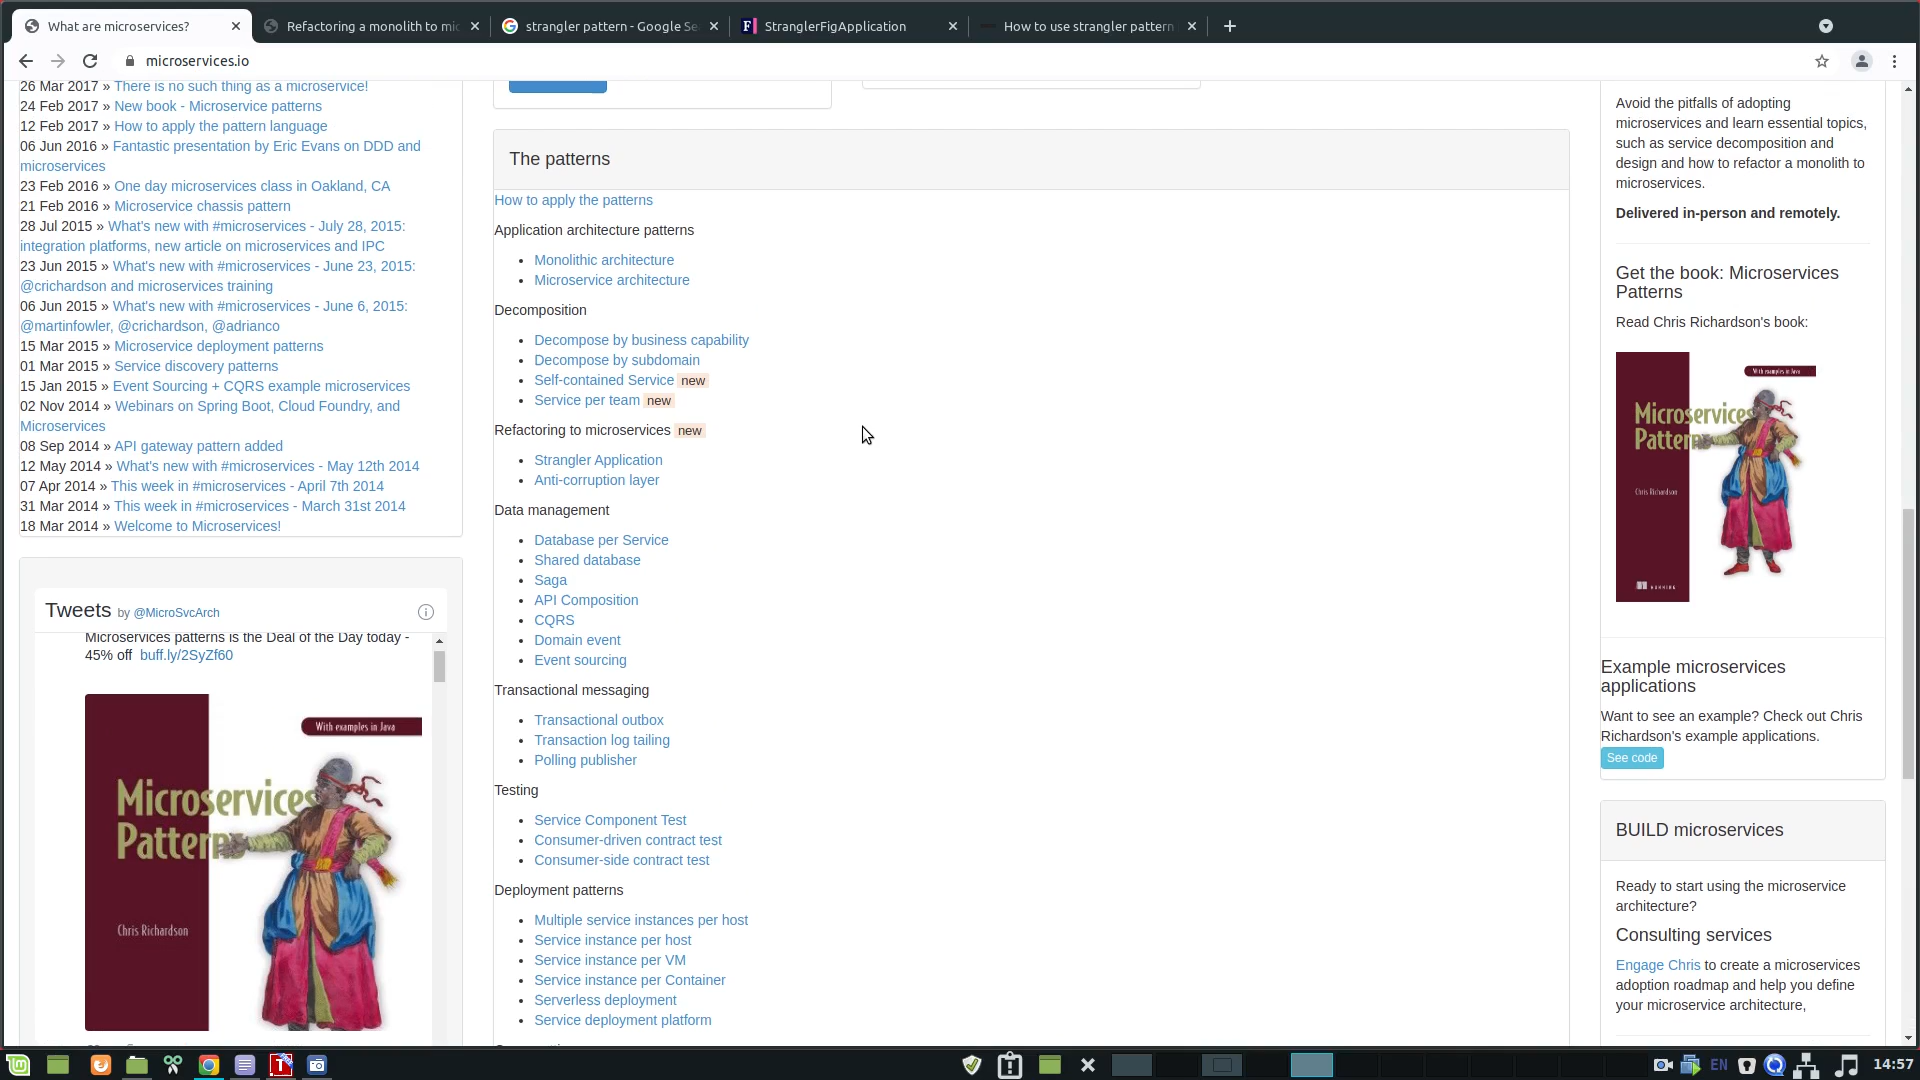 What are microservices?
Refactoring a monolith to mic
strangler pattern - Google Se
StranglerFigApplication
How to use strangler pattern
microservices.io
26 Mar 2017 » There is no such thing as a microservice!
24 Feb 2017 » New book - Microservice patterns
12 Feb 2017 » How to apply the pattern language
06 Jun 2016 » Fantastic presentation by Eric Evans on DDD and
microservices
23 Feb 2016 » One day microservices class in Oakland, CA
21 Feb 2016 » Microservice chassis pattern
28 Jul 2015 » What's new with #microservices - July 28, 2015:
integration platforms, new article on microservices and IPC
23 Jun 2015 » What's new with #microservices - June 23, 2015:
@crichardson and microservices training
06 Jun 2015 » What's new with #microservices - June 6, 2015:
@martinfowler, @crichardson, @adrianco
15 Mar 2015 » Microservice deployment patterns
01 Mar 2015 » Service discovery patterns
15 Jan 2015 » Event Sourcing + CQRS example microservices
02 Nov 2014 » Webinars on Spring Boot, Cloud Foundry, and
Microservices
08 Sep 2014 » API gateway pattern added
12 May 2014 » What's new with #microservices - May 12th 2014
07 Apr 2014 » This week in #microservices - April 7th 2014
31 Mar 2014 » This week in #microservices - March 31st 2014
18 Mar 2014 » Welcome to Microservices!
Tweets by @MicroSvcArch
Microservices patterns is the Deal of the Day today -
45% off buff.ly/2SyZf60
With examples in Java
Microservices
Patterns
Chris Richardson
The patterns
How to apply the patterns
Application architecture patterns
Monolithic architecture
Microservice architecture
Decomposition
Decompose by business capability
Decompose by subdomain
Self-contained Service new
Service per team new
Refactoring to microservices new
Strangler Application
Anti-corruption layer
Data management
Database per Service
Shared database
Saga
API Composition
CQRS
Domain event
Event sourcing
Transactional messaging
Transactional outbox
Transaction log tailing
Polling publisher
Testing
Service Component Test
Consumer-driven contract test
Consumer-side contract test
Deployment patterns
Multiple service instances per host
Service instance per host
Service instance per VM
Service instance per Container
Serverless deployment
Service deployment platform
Avoid the pitfalls of adopting
microservices and learn essential topics,
such as service decomposition and
design and how to refactor a monolith to
microservices.
Delivered in-person and remotely.
Get the book: Microservices
Patterns
Read Chris Richardson's book:
With examples in Java
Microservices
Patterns
Chris Richardson
MANNING
Example microservices
applications
Want to see an example? Check out Chris
Richardson's example applications.
See code
BUILD microservices
Ready to start using the microservice
architecture?
Consulting services
Engage Chris to create a microservices
adoption roadmap and help you define
your microservice architecture,
EN
14:57